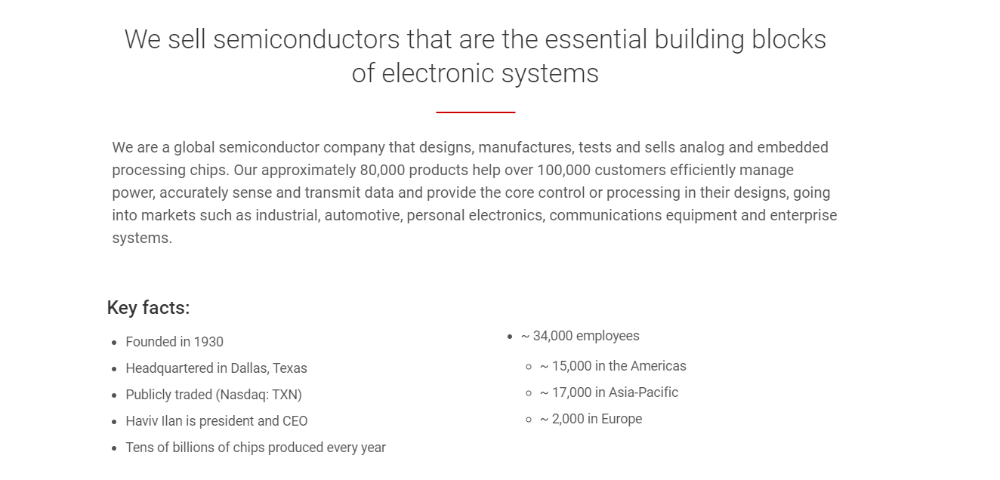 We sell semiconductors that are the essential building blocks
of electronic systems
We are a global semiconductor company that designs, manufactures, tests and sells analog and embedded
processing chips. Our approximately 80,000 products help over 100,000 customers efficiently manage
power, accurately sense and transmit data and provide the core control or processing in their designs, going
into markets such as industrial, automotive, personal electronics, communications equipment and enterprise
systems.
Key facts:
Founded in 1930
Headquartered in Dallas, Texas
Publicly traded (Nasdaq: TXN)
Haviv Ilan is president and CEO
Tens of billions of chips produced every year
~ 34,000 employees
~ 15,000 in the Americas
~ 17,000 in Asia-Pacific
~ 2,000 in Europe